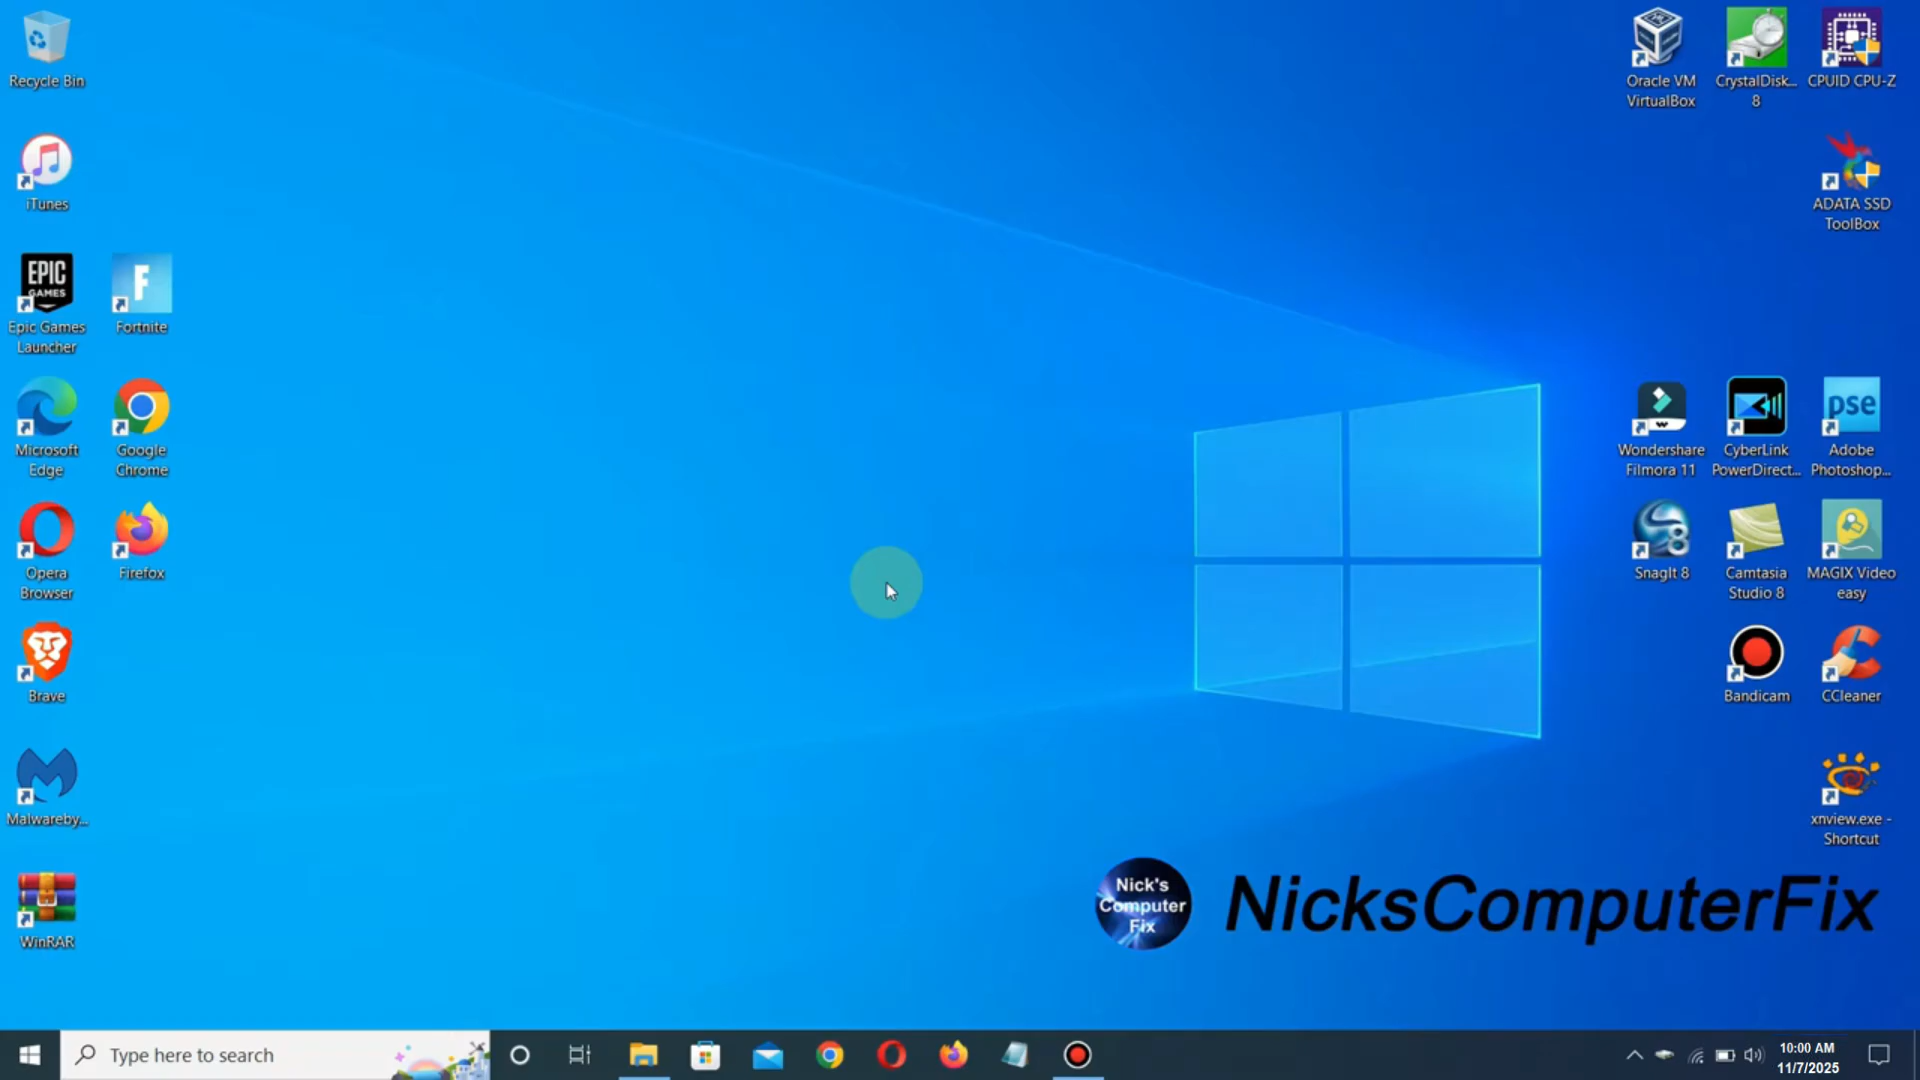 Recycle Bin
iTunes
EPIC
GAMES
Epic Games
Launcher
F
Fortnite
Microsoft
Edge
Google
Chrome
Opera
Browser
Firefox
Brave
Malwareby...
WinRAR
Oracle VM
VirtualBox
CrystalDisk...
8
CPUID CPU-Z
ADATA SSD
ToolBox
W
Wondershare
Filmora 11
CyberLink
PowerDirect...
pse
Adobe
Photoshop...
8
SnagIt 8
Camtasia
Studio 8
MAGIX Video
easy
Bandicam
CCleaner
xnview.exe -
Shortcut
Nick's
Computer
Fix
NicksComputerFix
Type here to search
10:00 AM
11/7/2025